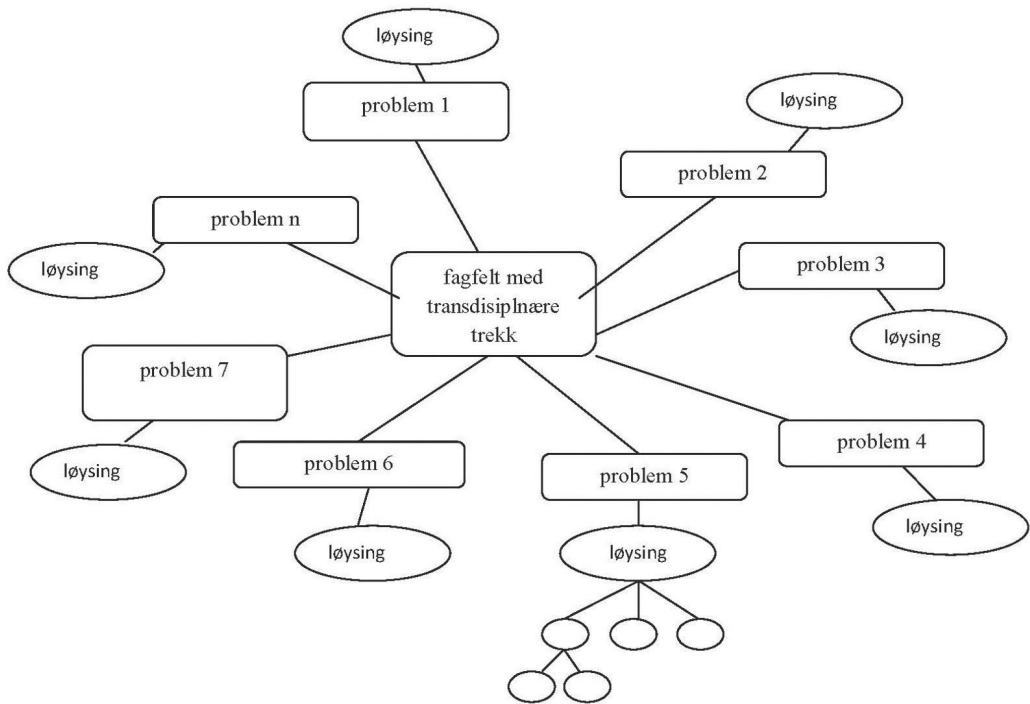 løysing
problem 1
løysing
problem 2
problem n
løysing
problem 3
løysing
fagfelt med
transdisiplnære
trekk
problem 7
løysing
problem 6
løysing
problem 5
løysing
problem 4
løysing